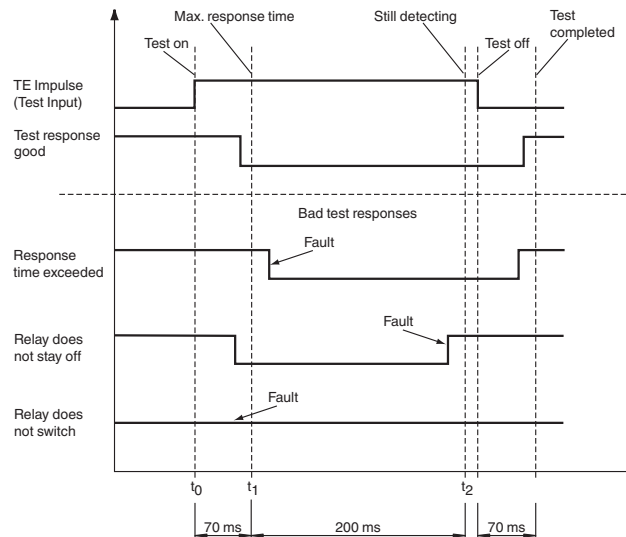 Test on
Max. response time
Still detecting
Test off
Test
completed
TE Impulse
(Test Input)
Test response
good
Bad test responses
Response
time exceeded
Fault
Relay does
not stay off
Fault
Relay does
not switch
Fault
t0
t1
t2
70 ms
200 ms
70 ms